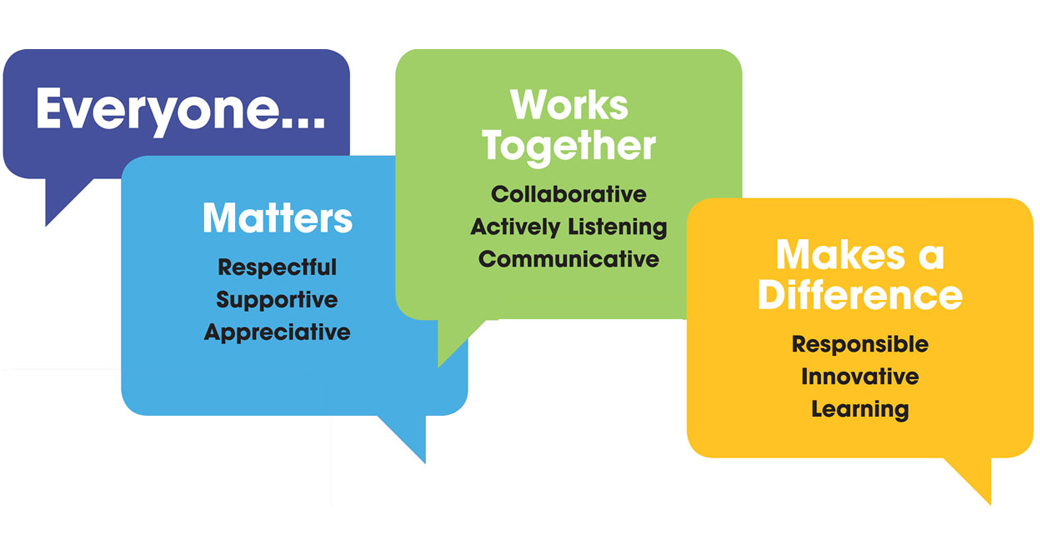 Everyone...
Matters
Respectful
Supportive
Appreciative
Works
Together
Collaborative
Actively Listening
Communicative
Makes a
Difference
Responsible
Innovative
Learning